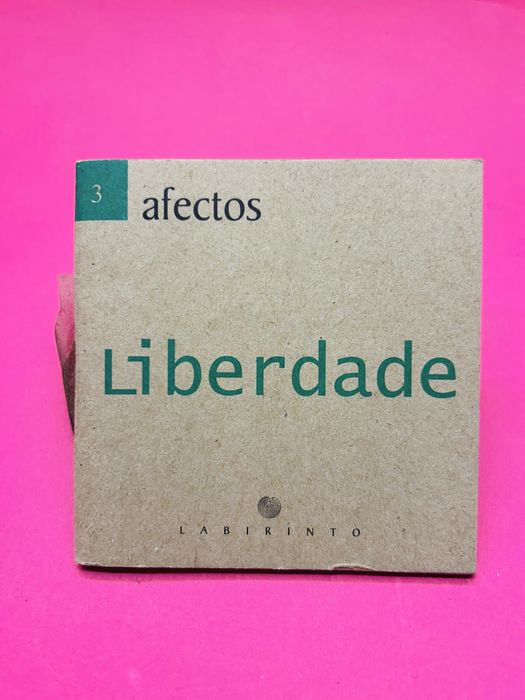 3
afectos
Liberdade
LABIRINTO